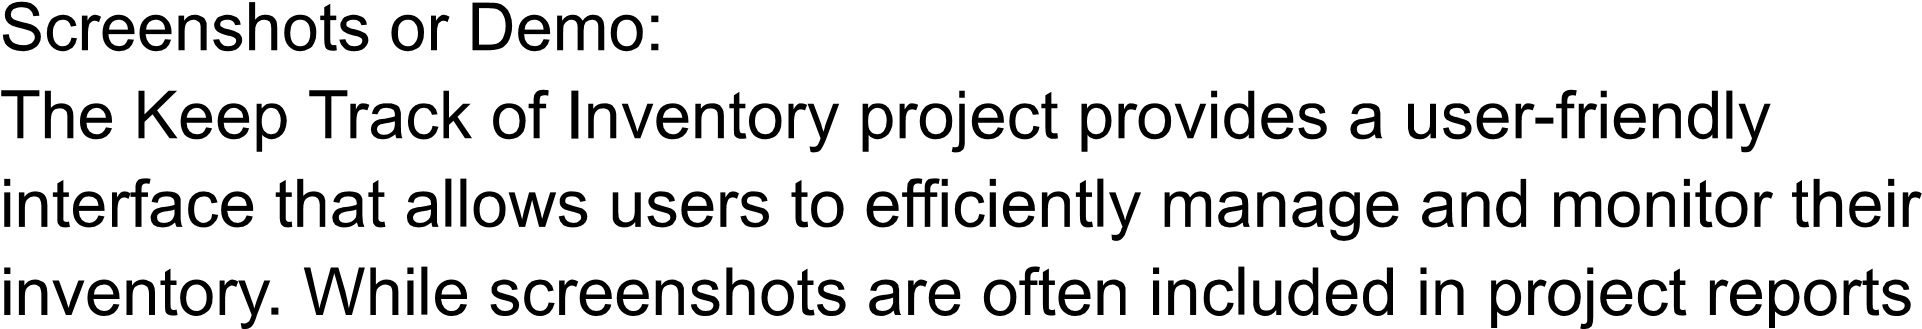 Screenshots or Demo:
The Keep Track of Inventory project provides a user-friendly
interface that allows users to efficiently manage and monitor their
inventory. While screenshots are often included in project reports